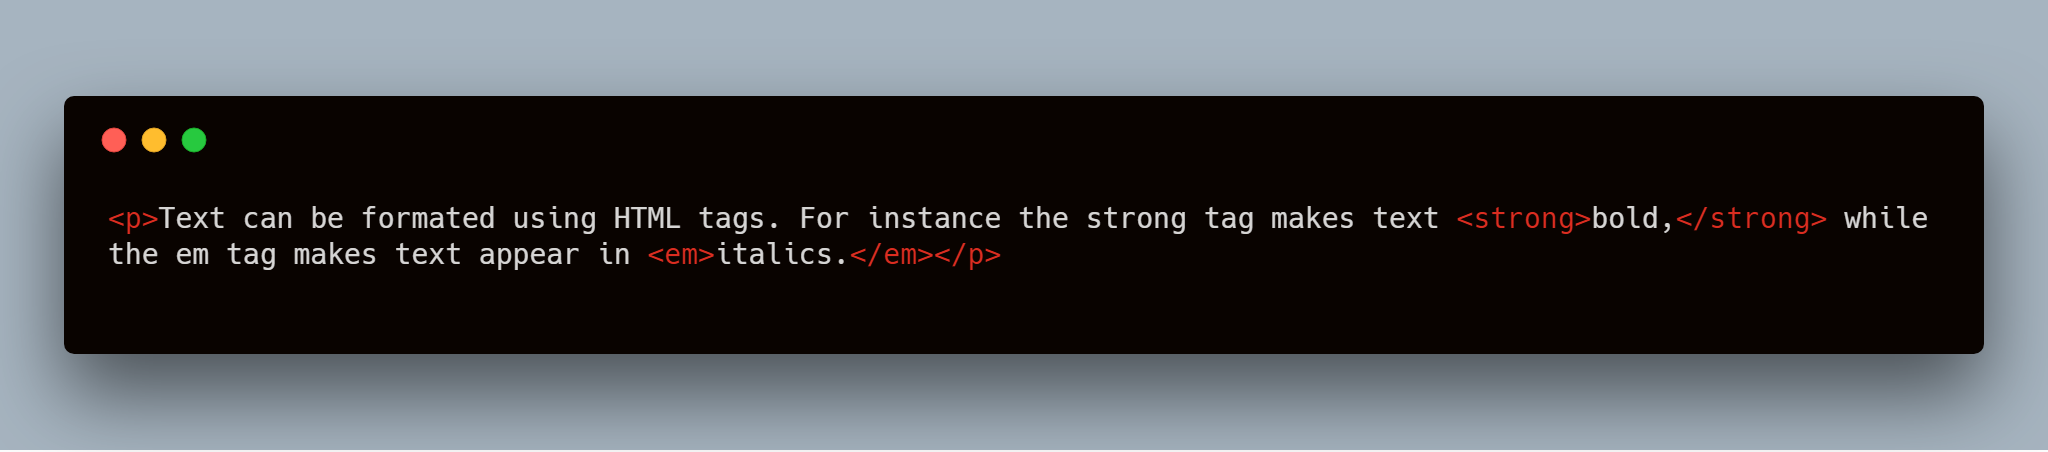 <p>Text can be formated using HTML tags. For instance the strong tag makes text <strong>bold,</strong> while
the em tag makes text appear in <em>italics.</em></p>